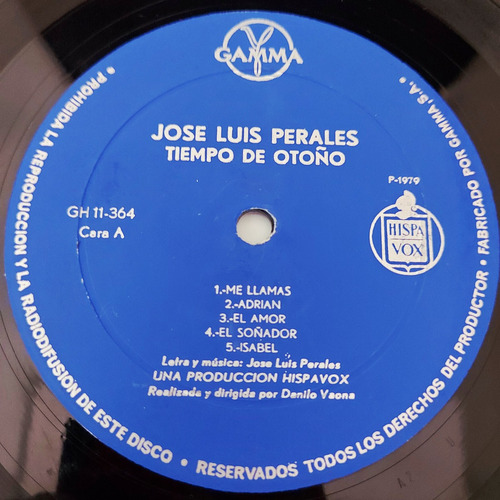 GAMMA
JOSE LUIS PERALES
TIEMPO DE OTOÑO
GH 11-364
Cara A
P-1979
HISPA
VOX
1.-ME LLAMAS
2.-ADRIAN
3.-EL AMOR
4.-EL SOÑADOR
5.-ISABEL
Letra y música: Jose Luis Perales
UNA PRODUCCION HISPAVOX
Realizada y dirigida por Danilo Vaona
• PROHIBIDA LA REPRODUCCION Y LA RADIODIFUSION DE ESTE DISCO • RESERVADOS TODOS LOS DERECHOS DEL PRODUCTOR • FABRICADO POR GAMMA S.A. •